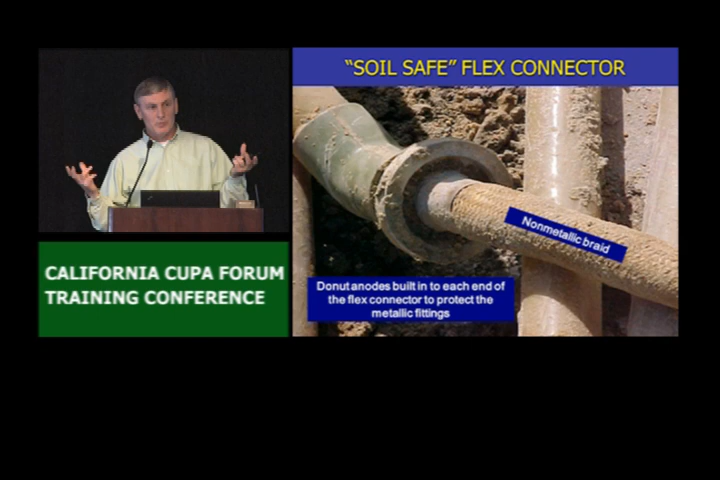 "SOIL SAFE" FLEX CONNECTOR
Nonmetallic braid
Donut anodes built in to each end of
the flex connector to protect the
metallic fittings
CALIFORNIA CUPA FORUM
TRAINING CONFERENCE